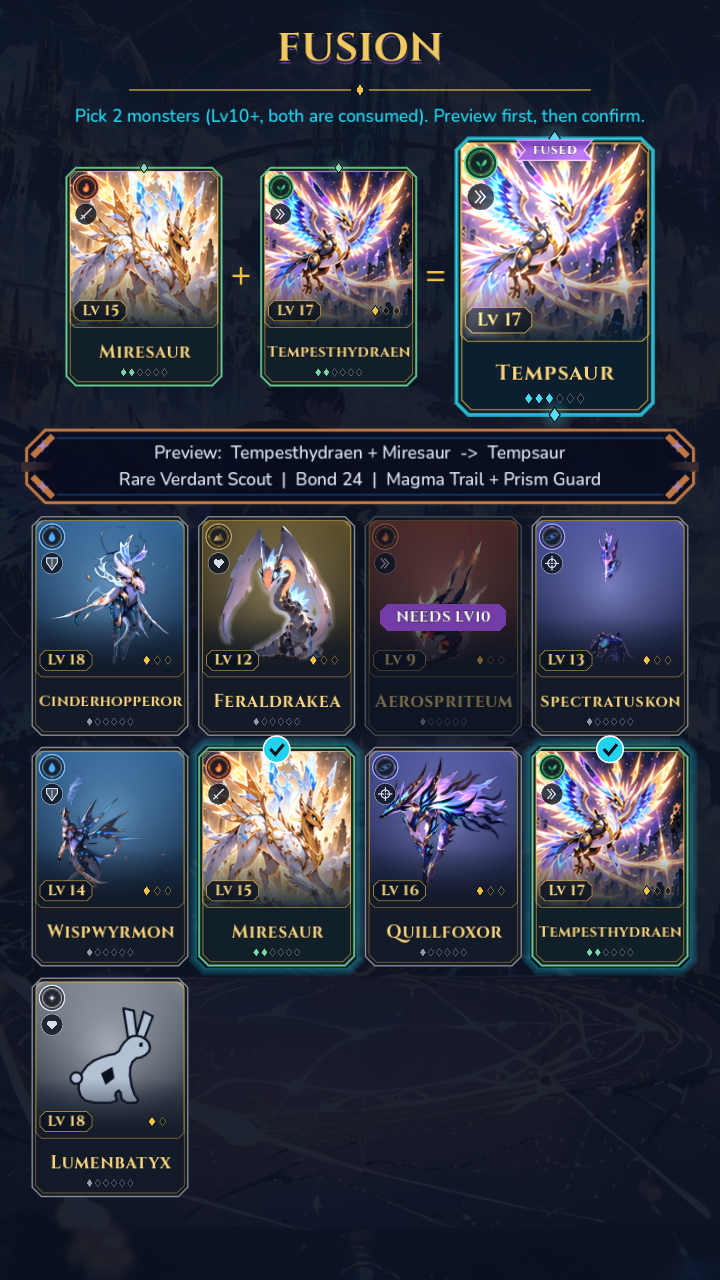 FUSION
Pick 2 monsters (Lv10+, both are consumed). Preview first, then confirm.
FUSED
Lv 15
Lv 17
Lv 17
MIRESAUR
+
TEMPESTHYDRAEN
=
TEMPSAUR
Preview: Tempesthydraen + Miresaur -> Tempsaur
Rare Verdant Scout | Bond 24 | Magma Trail + Prism Guard
NEEDS LV10
Lv 18
Lv 12
Lv 9
Lv 13
CINDERHOPPEROR
FERALDRAKEA
AEROSPRITEUM
SPECTRATUSKON
Lv 14
Lv 15
Lv 16
Lv 17
WISPWYRMON
MIRESAUR
QUILLFOXOR
TEMPESTHYDRAEN
Lv 18
LUMENBATYX